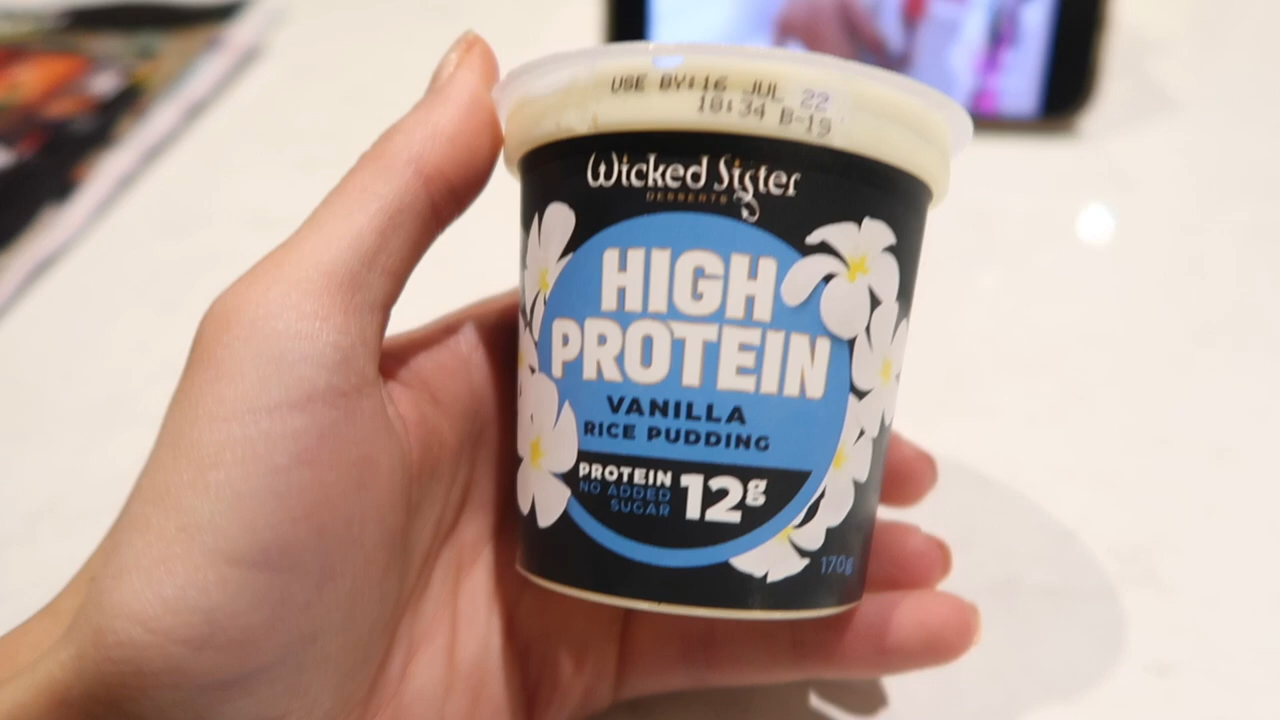 USE BY:16 JUL 22
18:34 B-19
Wicked Sister
DESSERTS
HIGH
PROTEIN
VANILLA
RICE PUDDING
PROTEIN
NO ADDED
SUGAR
12g
170g